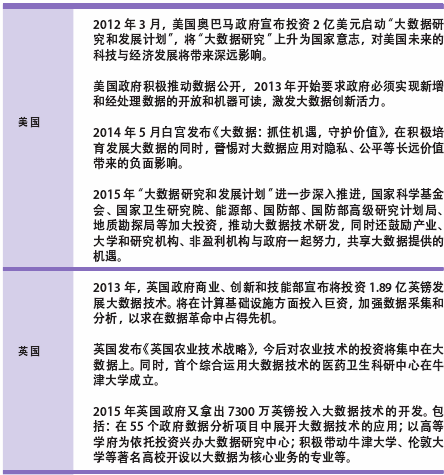 美国
2012 年 3 月，美国奥巴马政府宣布投资 2 亿美元启动“大数据研
究和发展计划”，将“大数据研究”上升为国家意志，对美国未来的
科技与经济发展将带来深远影响。
美国政府积极推动数据公开，2013 年开始要求政府必须实现新增
和经处理数据的开放和机器可读，激发大数据创新活力。
2014 年 5 月白宫发布《大数据：抓住机遇，守护价值》，在积极培
育发展大数据的同时，警惕对大数据应用对隐私、公平等长远价值
带来的负面影响。
2015 年“大数据研究和发展计划”进一步深入推进，国家科学基金
会、国家卫生研究院、能源部、国防部、国防部高级研究计划局、
地质勘探局等加大投资，推动大数据技术研发，同时还鼓励产业、
大学和研究机构、非盈利机构与政府一起努力，共享大数据提供的
机遇。
英国
2013 年，英国政府商业、创新和技能部宣布将投资 1.89 亿英镑发
展大数据技术。将在计算基础设施方面投入巨资，加强数据采集和
分析，以求在数据革命中占得先机。
英国发布《英国农业技术战略》，今后对农业技术的投资将集中在大
数据上。同时，首个综合运用大数据技术的医药卫生科研中心在牛
津大学成立。
2015 年英国政府又拿出 7300 万英镑投入大数据技术的开发。包
括：在 55 个政府数据分析项目中展开大数据技术的应用；以高等
学府为依托投资兴办大数据研究中心；积极带动牛津大学、伦敦大
学等著名高校开设以大数据为核心业务的专业等。